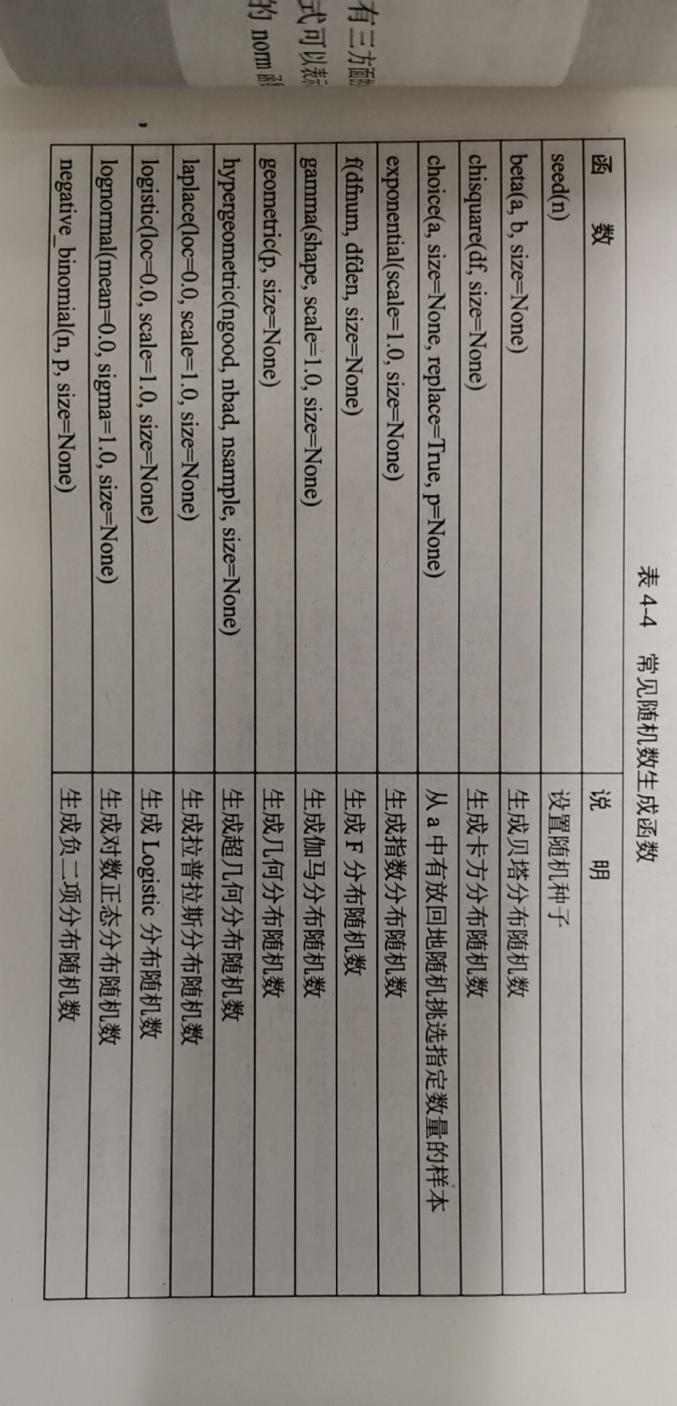 有三方面
式可以表示
的 norm 函
表 4-4 常见随机数生成函数
函 数 说 明
seed(n) 设置随机种子
beta(a, b, size=None) 生成贝塔分布随机数
chisquare(df, size=None) 生成卡方分布随机数
choice(a, size=None, replace=True, p=None) 从 a 中有放回地随机挑选指定数量的样本
exponential(scale=1.0, size=None) 生成指数分布随机数
f(dfnum, dfden, size=None) 生成 F 分布随机数
gamma(shape, scale=1.0, size=None) 生成伽马分布随机数
geometric(p, size=None) 生成几何分布随机数
hypergeometric(ngood, nbad, nsample, size=None) 生成超几何分布随机数
laplace(loc=0.0, scale=1.0, size=None) 生成拉普拉斯分布随机数
logistic(loc=0.0, scale=1.0, size=None) 生成 Logistic 分布随机数
lognormal(mean=0.0, sigma=1.0, size=None) 生成对数正态分布随机数
negative_binomial(n, p, size=None) 生成负二项分布随机数